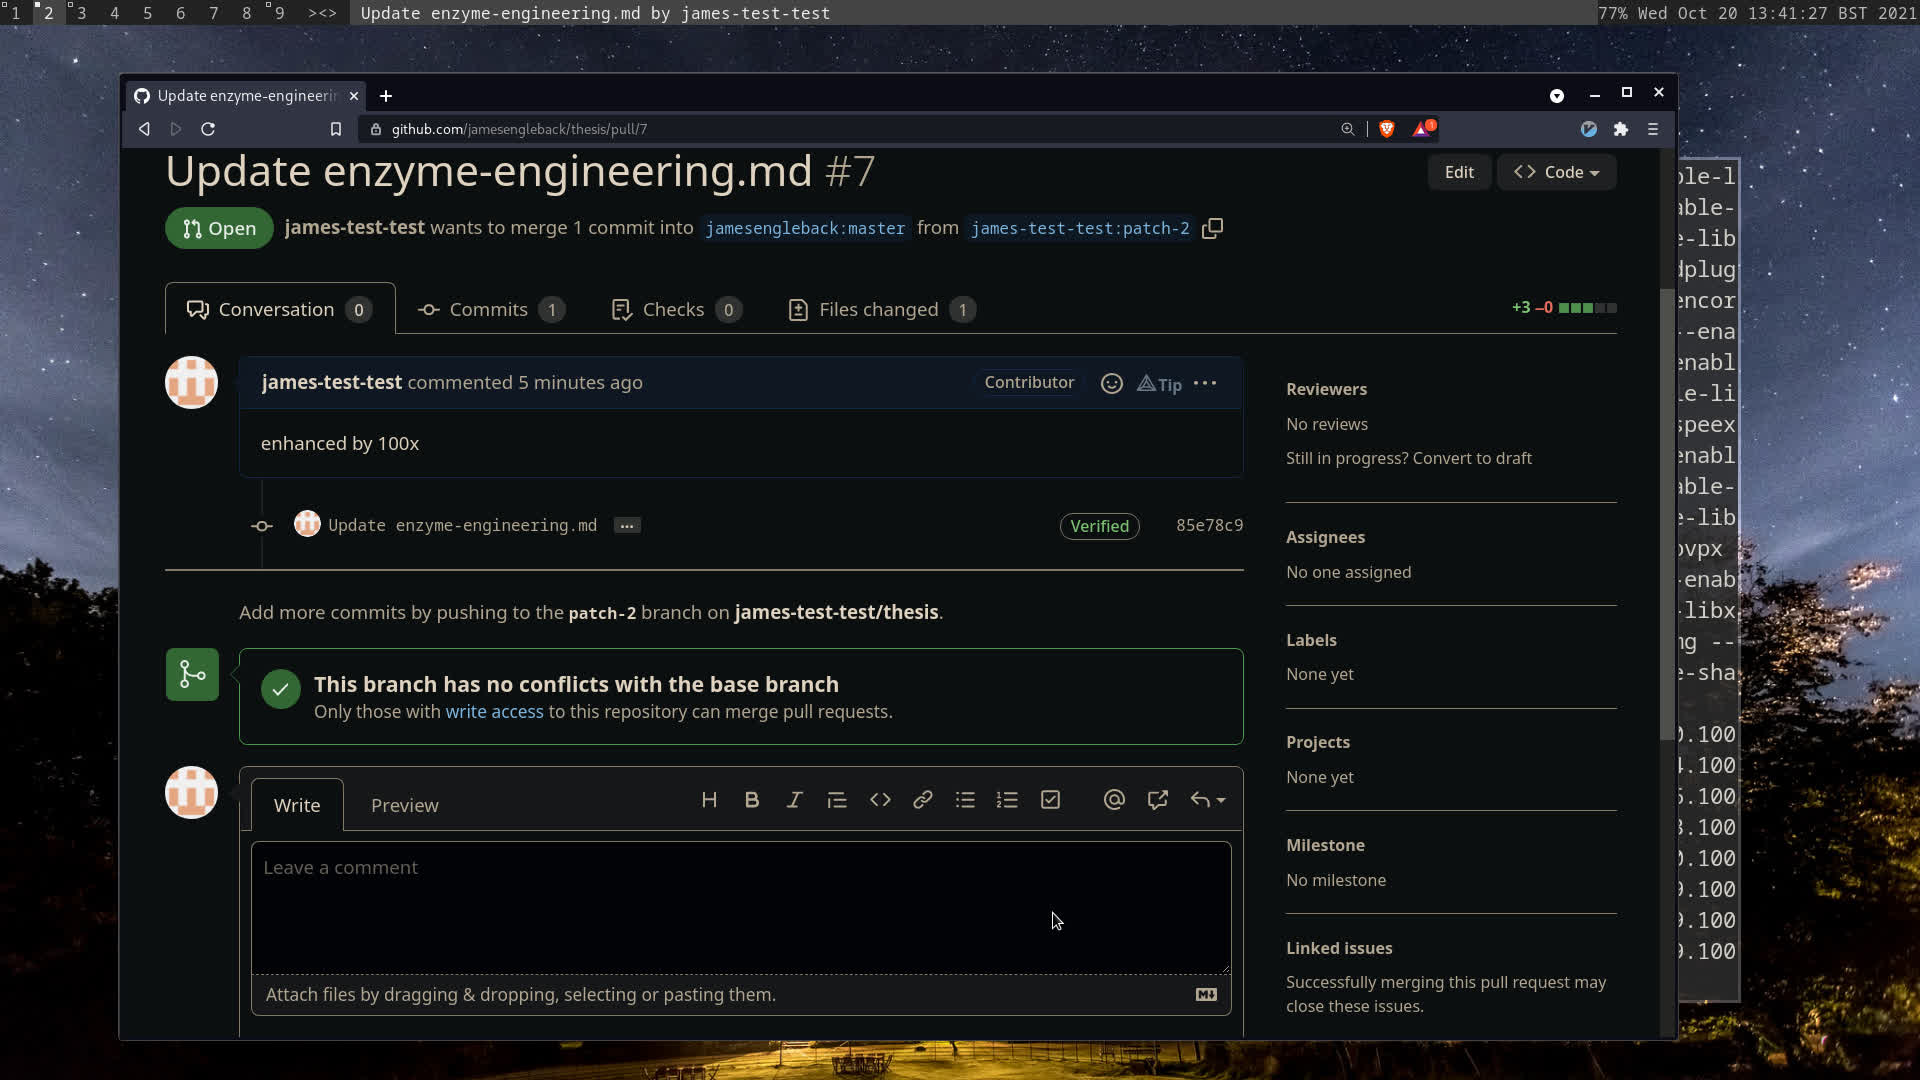 1 2 3 4 5 6 7 8 9 ><> Update enzyme-engineering.md by james-test-test 77% Wed Oct 20 13:41:27 BST 2021
Update enzyme-engineerin
github.com/jamesengleback/thesis/pull/7 1
Update enzyme-engineering.md #7
Edit <> Code
Open james-test-test wants to merge 1 commit into jamesengleback:master from james-test-test:patch-2
Conversation 0 Commits 1 Checks 0 Files changed 1 +3 −0
james-test-test commented 5 minutes ago Contributor Tip ...
enhanced by 100x
Update enzyme-engineering.md ... Verified 85e78c9
Add more commits by pushing to the patch-2 branch on james-test-test/thesis.
This branch has no conflicts with the base branch
Only those with write access to this repository can merge pull requests.
Write Preview H B I @
Leave a comment
Attach files by dragging & dropping, selecting or pasting them.
Reviewers
No reviews
Still in progress? Convert to draft
Assignees
No one assigned
Labels
None yet
Projects
None yet
Milestone
No milestone
Linked issues
Successfully merging this pull request may
close these issues.
ble-l
able-
e-lib
dplug
encor
--ena
enabl
le-li
speex
enabl
able-
e-lib
ovpx
-enab
-libx
ng --
e-sha
.100
.100
.100
.100
.100
.100
.100
.100